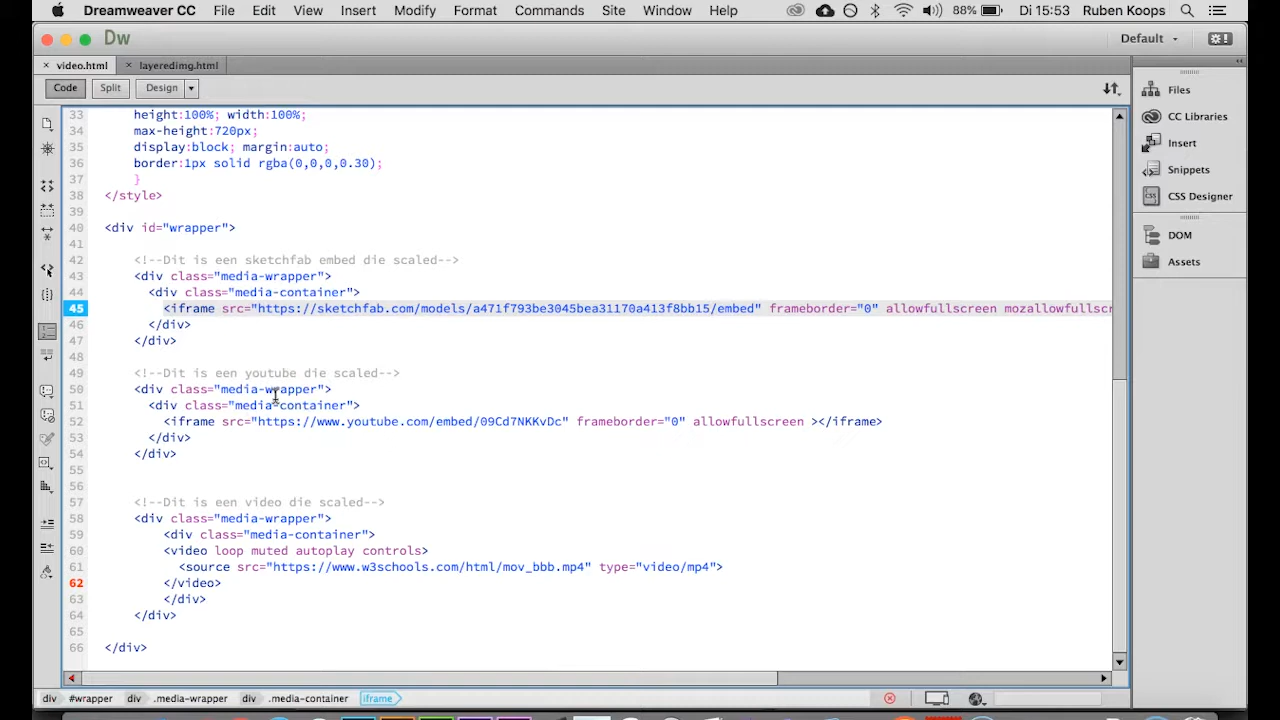 Dreamweaver CC File Edit View Insert Modify Format Commands Site Window Help 88% Di 15:53 Ruben Koops
Dw
Default
video.html layeredimg.html
Code Split Design
33 height:100%; width:100%;
34 max-height:720px;
35 display:block; margin:auto;
36 border:1px solid rgba(0,0,0,0.30);
37 }
38 </style>
39
40 <div id="wrapper">
41
42 <!--Dit is een sketchfab embed die scaled-->
43 <div class="media-wrapper">
44 <div class="media-container">
45 <iframe src="https://sketchfab.com/models/a471f793be3045bea31170a413f8bb15/embed" frameborder="0" allowfullscreen mozallowfullscr
46 </div>
47 </div>
48
49 <!--Dit is een youtube die scaled-->
50 <div class="media-wrapper">
51 <div class="media-container">
52 <iframe src="https://www.youtube.com/embed/09Cd7NKKvDc" frameborder="0" allowfullscreen ></iframe>
53 </div>
54 </div>
55
56
57 <!--Dit is een video die scaled-->
58 <div class="media-wrapper">
59 <div class="media-container">
60 <video loop muted autoplay controls>
61 <source src="https://www.w3schools.com/html/mov_bbb.mp4" type="video/mp4">
62 </video>
63 </div>
64 </div>
65
66 </div>
Files
CC Libraries
Insert
Snippets
CSS Designer
DOM
Assets
div #wrapper div .media-wrapper div .media-container iframe